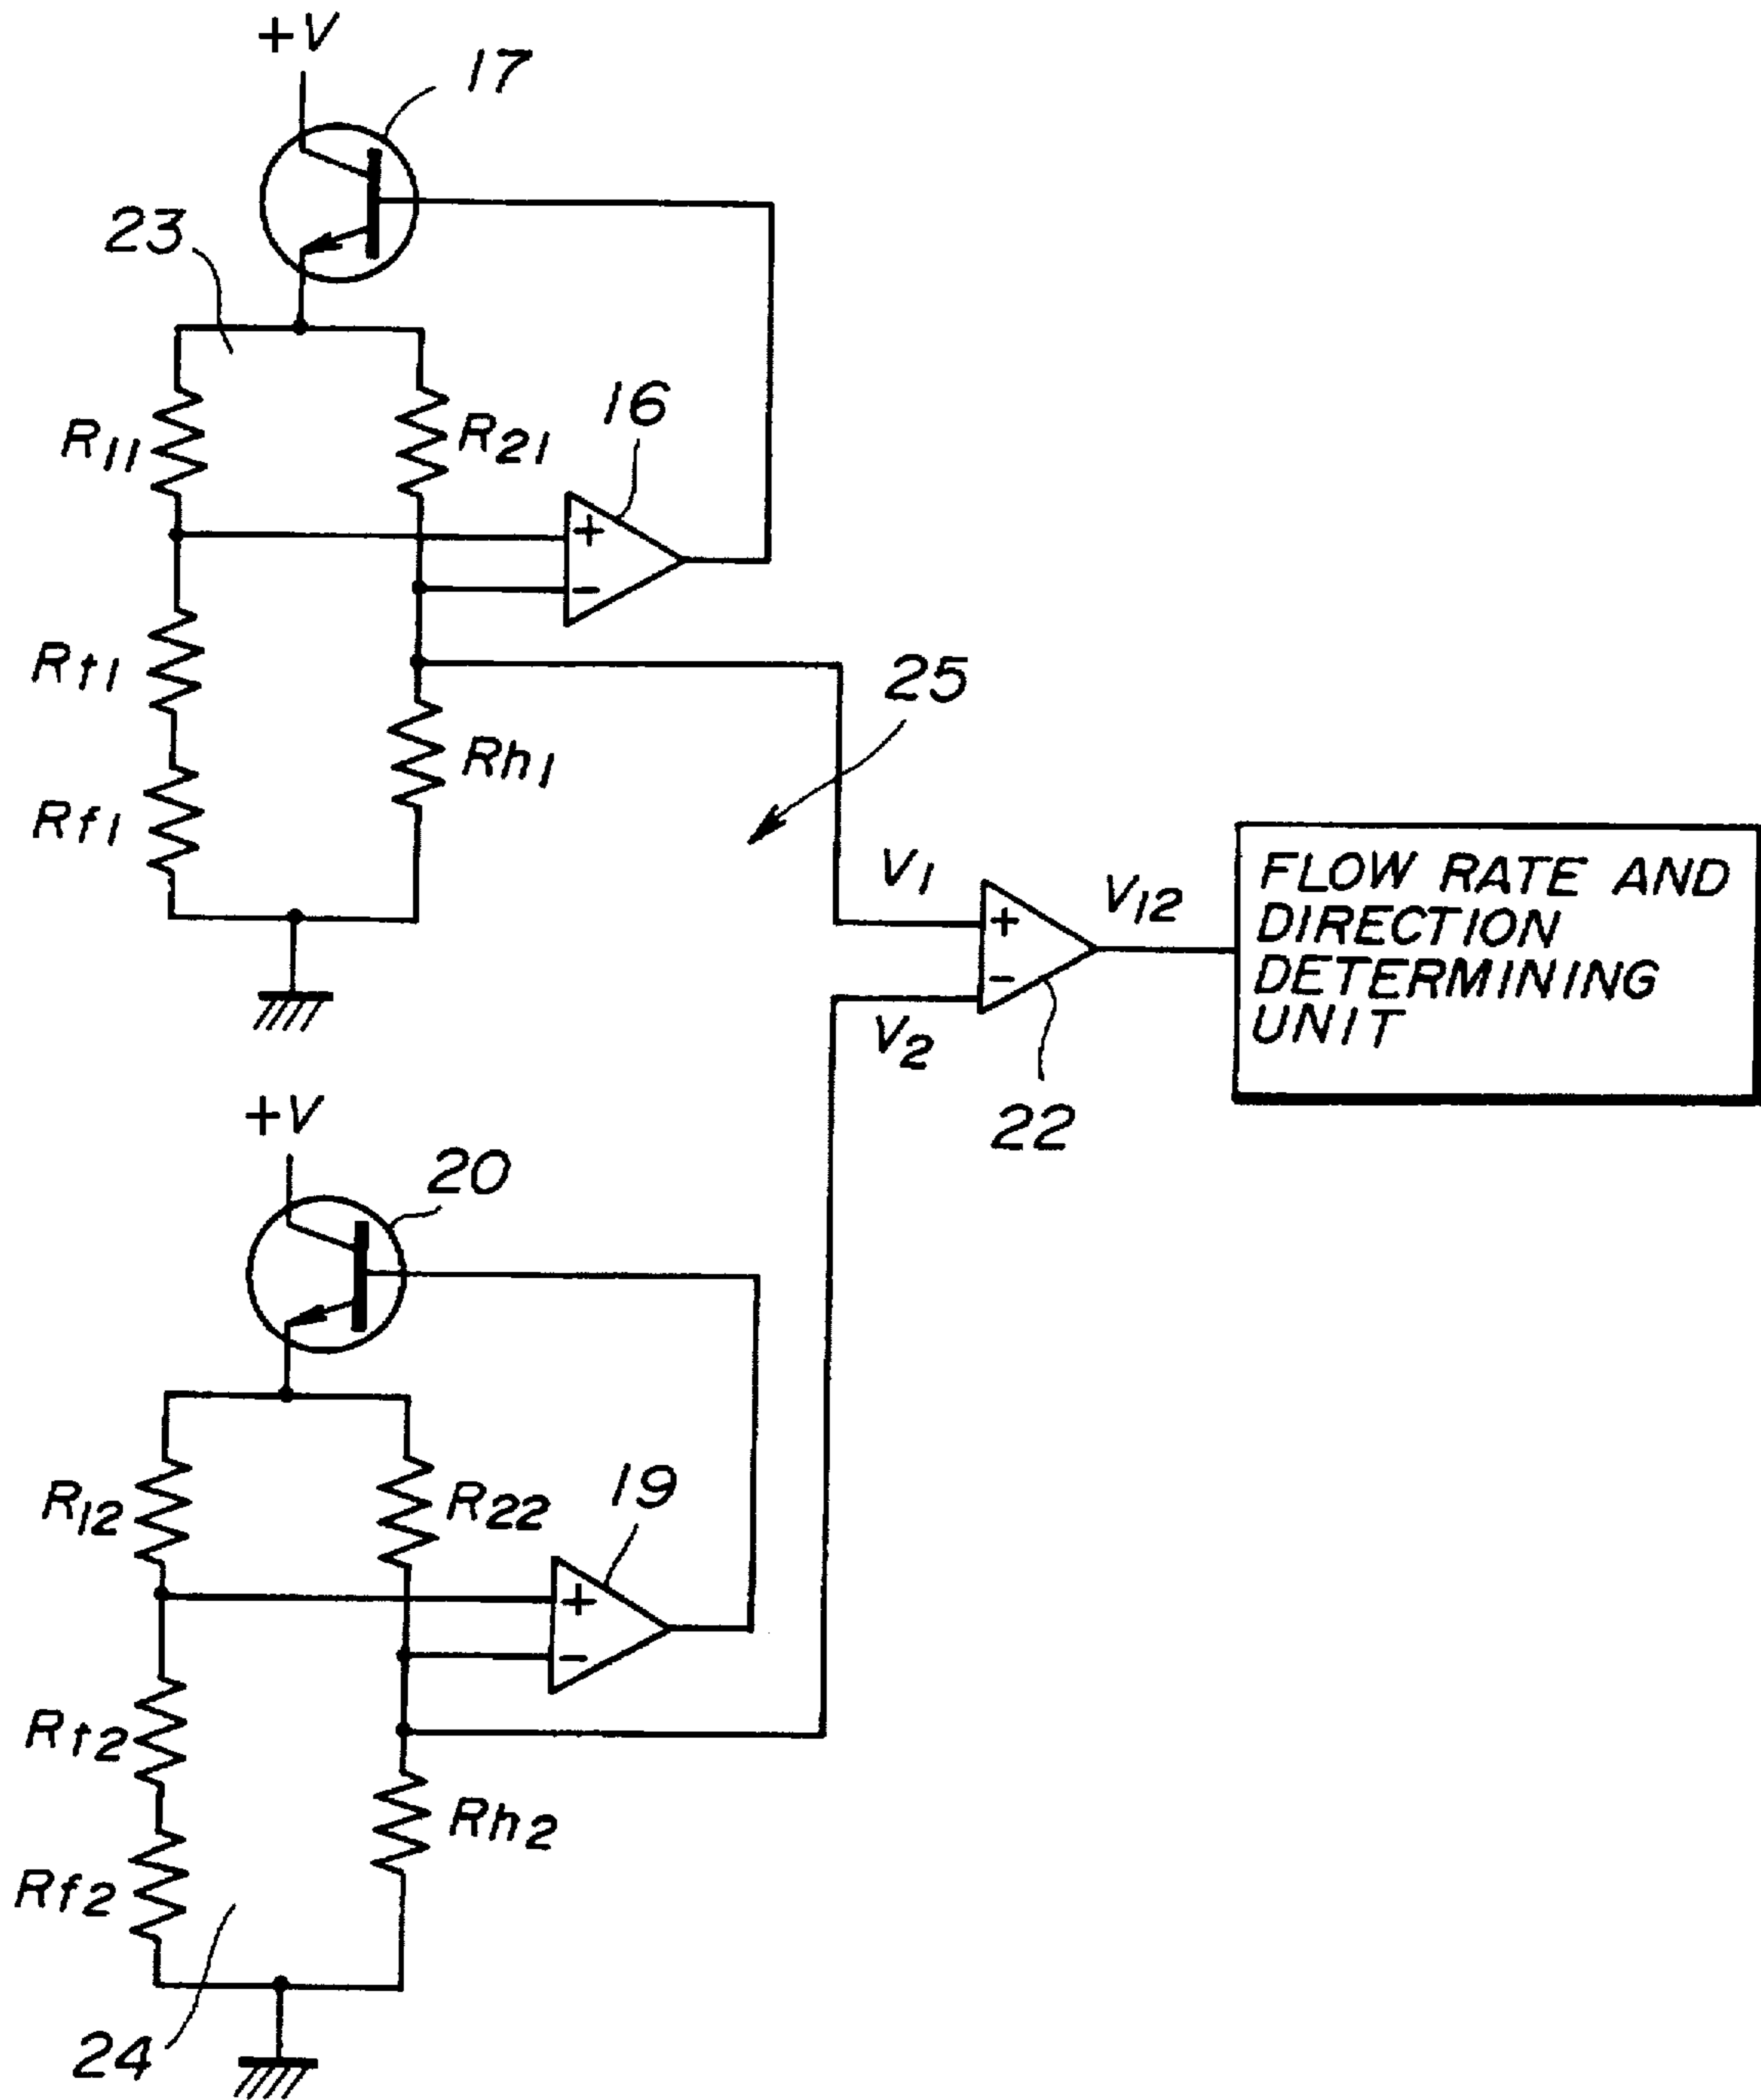 +V
17
23
R11
R21
16
+
−
Rt1
Rh1
Rf1
25
V1
V12
+
−
V2
22
FLOW RATE AND
DIRECTION
DETERMINING
UNIT
+V
20
R12
R22
19
+
−
Rt2
Rh2
Rf2
24